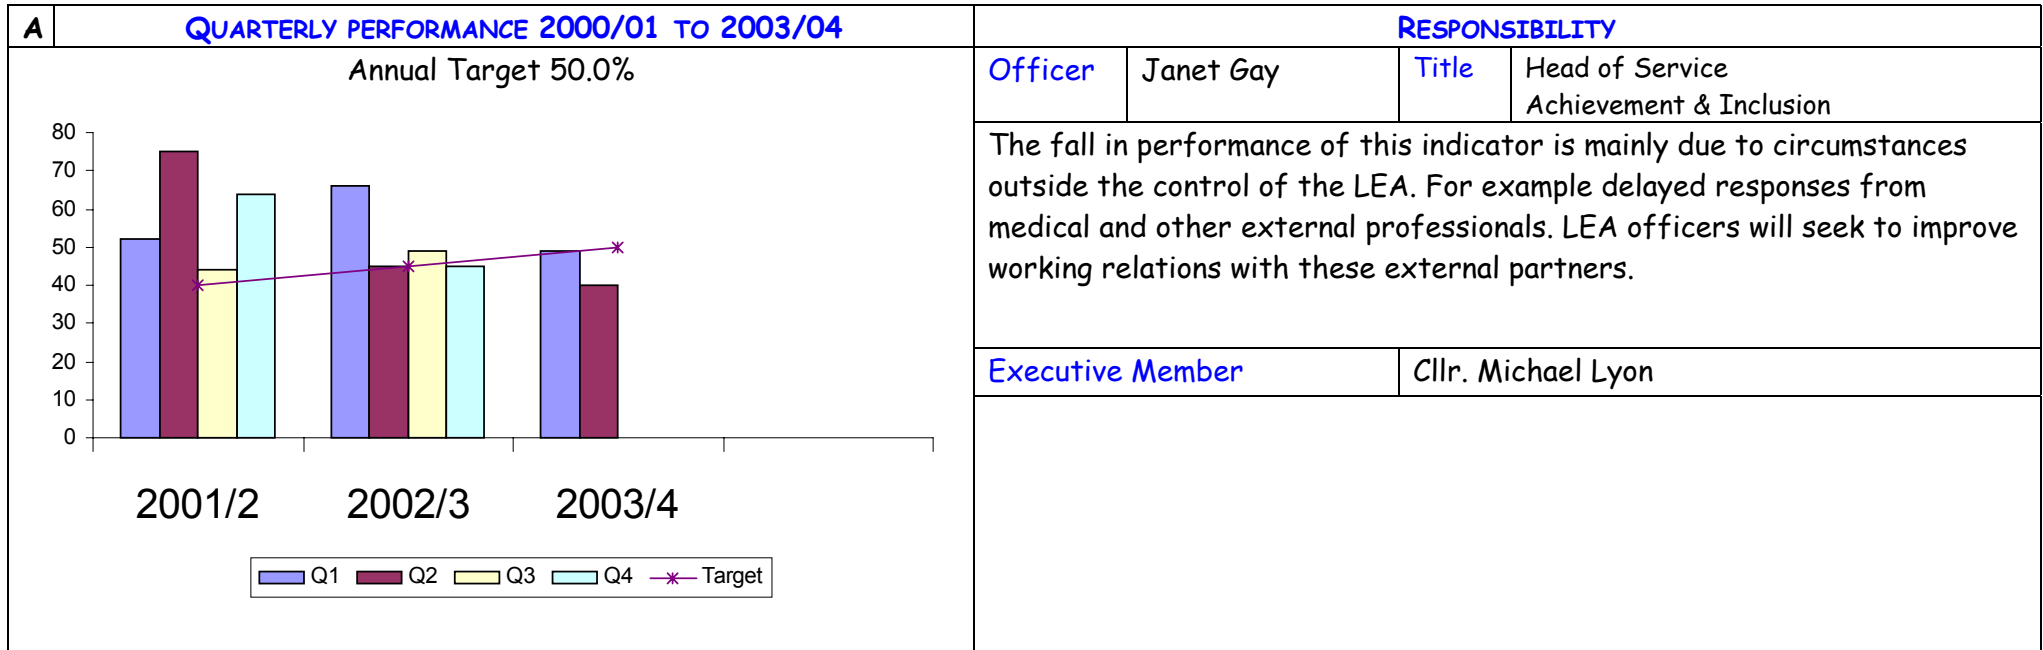 A
QUARTERLY PERFORMANCE 2000/01 TO 2003/04
Annual Target 50.0%
80
70
60
50
40
30
20
10
0
2001/2 2002/3 2003/4
Q1 Q2 Q3 Q4 Target
RESPONSIBILITY
Officer Janet Gay Title Head of Service
Achievement & Inclusion
The fall in performance of this indicator is mainly due to circumstances
outside the control of the LEA. For example delayed responses from
medical and other external professionals. LEA officers will seek to improve
working relations with these external partners.
Executive Member Cllr. Michael Lyon